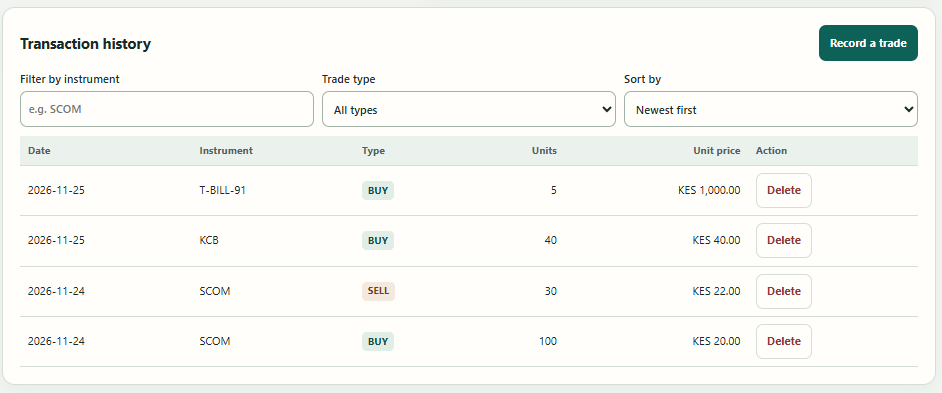 Transaction history
Record a trade
Filter by instrument Trade type Sort by
e.g. SCOM All types Newest first
Date Instrument Type Units Unit price Action
2026-11-25 T-BILL-91 BUY 5 KES 1,000.00 Delete
2026-11-25 KCB BUY 40 KES 40.00 Delete
2026-11-24 SCOM SELL 30 KES 22.00 Delete
2026-11-24 SCOM BUY 100 KES 20.00 Delete